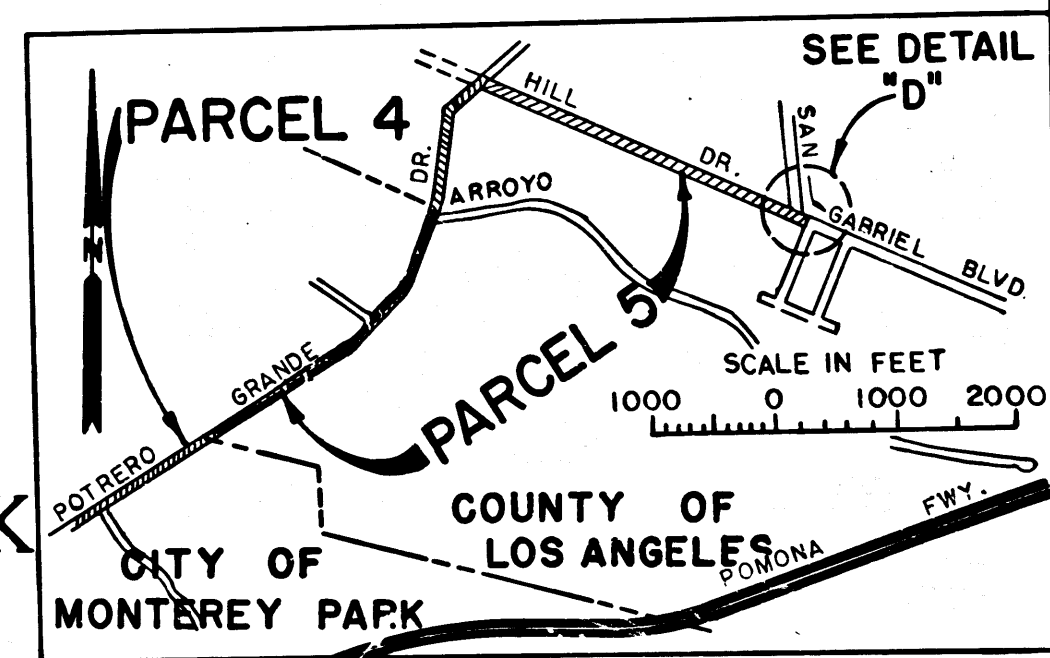 SEE DETAIL
"D"
PARCEL 4
HILL DR.
SAN GABRIEL BLVD.
ARROYO
DR.
N
PARCEL 5
SCALE IN FEET
1000 0 1000 2000
POTRERO GRANDE
K
COUNTY OF
LOS ANGELES
CITY OF
MONTEREY PARK
POMONA FWY.